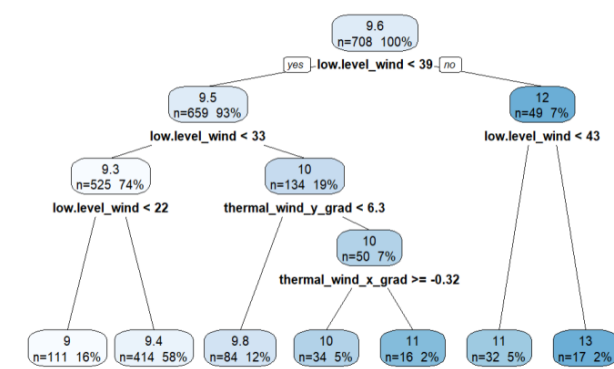 9.6
n=708 100%
yes low.level_wind < 39 no
9.5
n=659 93%
12
n=49 7%
low.level_wind < 33
low.level_wind < 43
9.3
n=525 74%
10
n=134 19%
low.level_wind < 22
thermal_wind_y_grad < 6.3
10
n=50 7%
thermal_wind_x_grad >= -0.32
9
n=111 16%
9.4
n=414 58%
9.8
n=84 12%
10
n=34 5%
11
n=16 2%
11
n=32 5%
13
n=17 2%